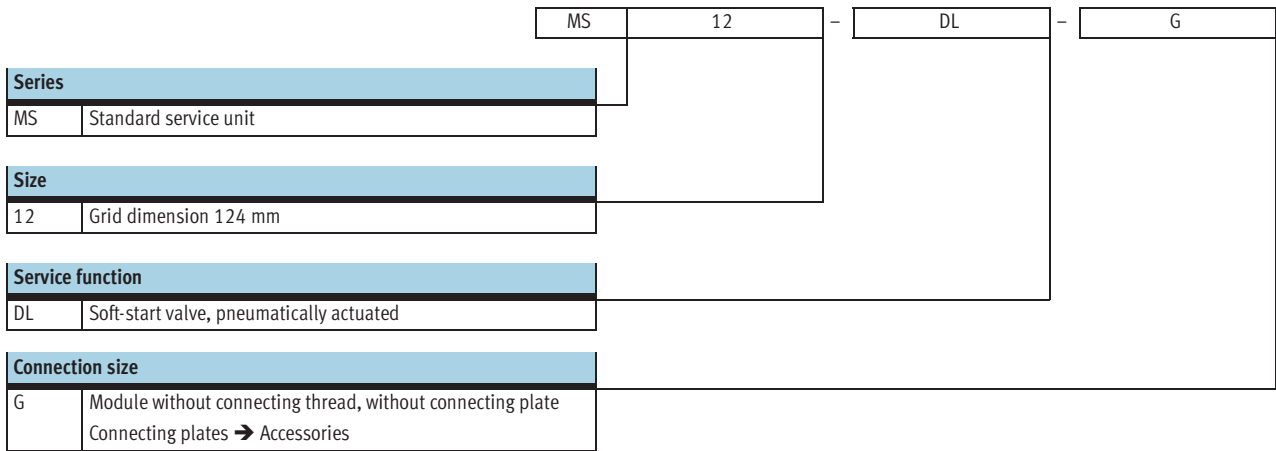 MS 12 – DL – G
Series
MS Standard service unit
Size
12 Grid dimension 124 mm
Service function
DL Soft-start valve, pneumatically actuated
Connection size
G Module without connecting thread, without connecting plate
Connecting plates ➔ Accessories